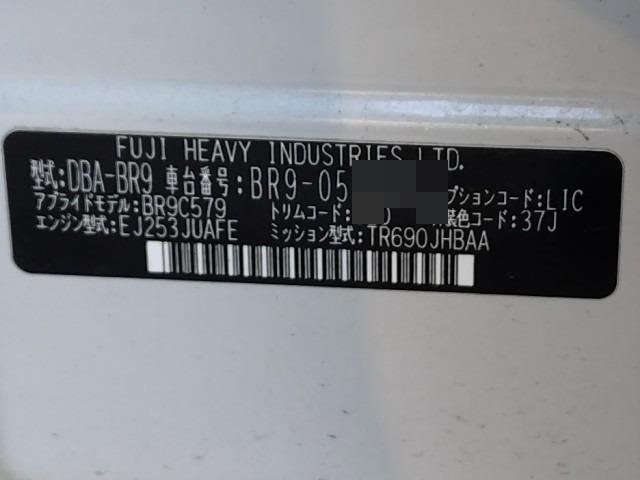 FUJI HEAVY INDUSTRIES LTD.
型式:DBA-BR9 車台番号:BR9-05 プションコード:LIC
アプライドモデル:BR9C579 トリムコード: 装色コード:37J
エンジン型式:EJ253JUAFE ミッション型式:TR690JHBAA